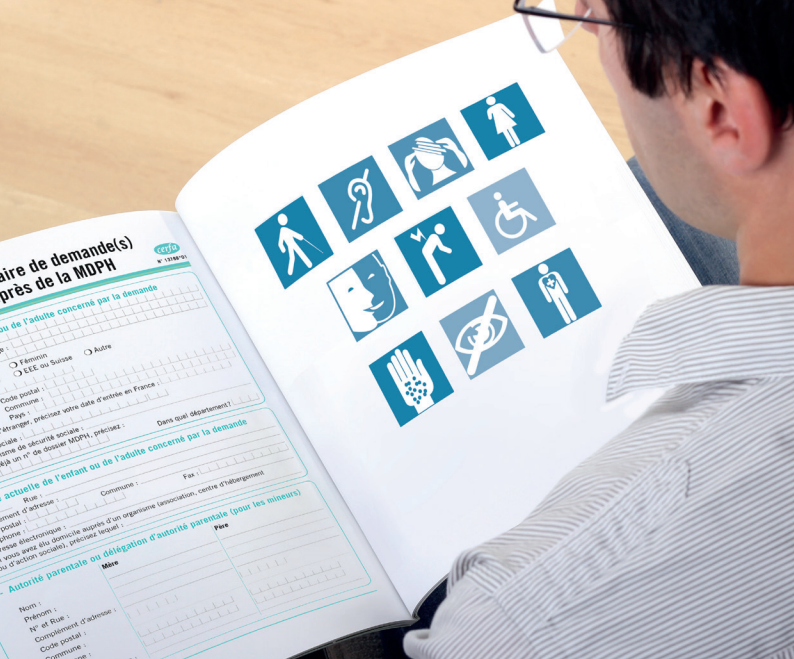 aire de demande(s)
près de la MDPH
cerfa
ou de l'adulte concerné par la demande
Féminin
EEE ou Suisse
Autre
Code postal :
Commune :
Pays :
étranger, précisez votre date d'entrée en France :
sociale :
isme de sécurité sociale :
éjà un n° de dossier MDPH, précisez :
Dans quel département ?
actuelle de l'enfant ou de l'adulte concerné par la demande
Rue :
ment d'adresse :
postal :
Commune :
phone :
Fax :
esse électronique :
vous avez élu domicile auprès d'un organisme (association, centre d'hébergement
ou d'action sociale), précisez lequel :
Autorité parentale ou délégation d'autorité parentale (pour les mineurs)
Mère
Père
Nom :
Prénom :
N° et Rue :
Complément d'adresse :
Code postal :
Commune :